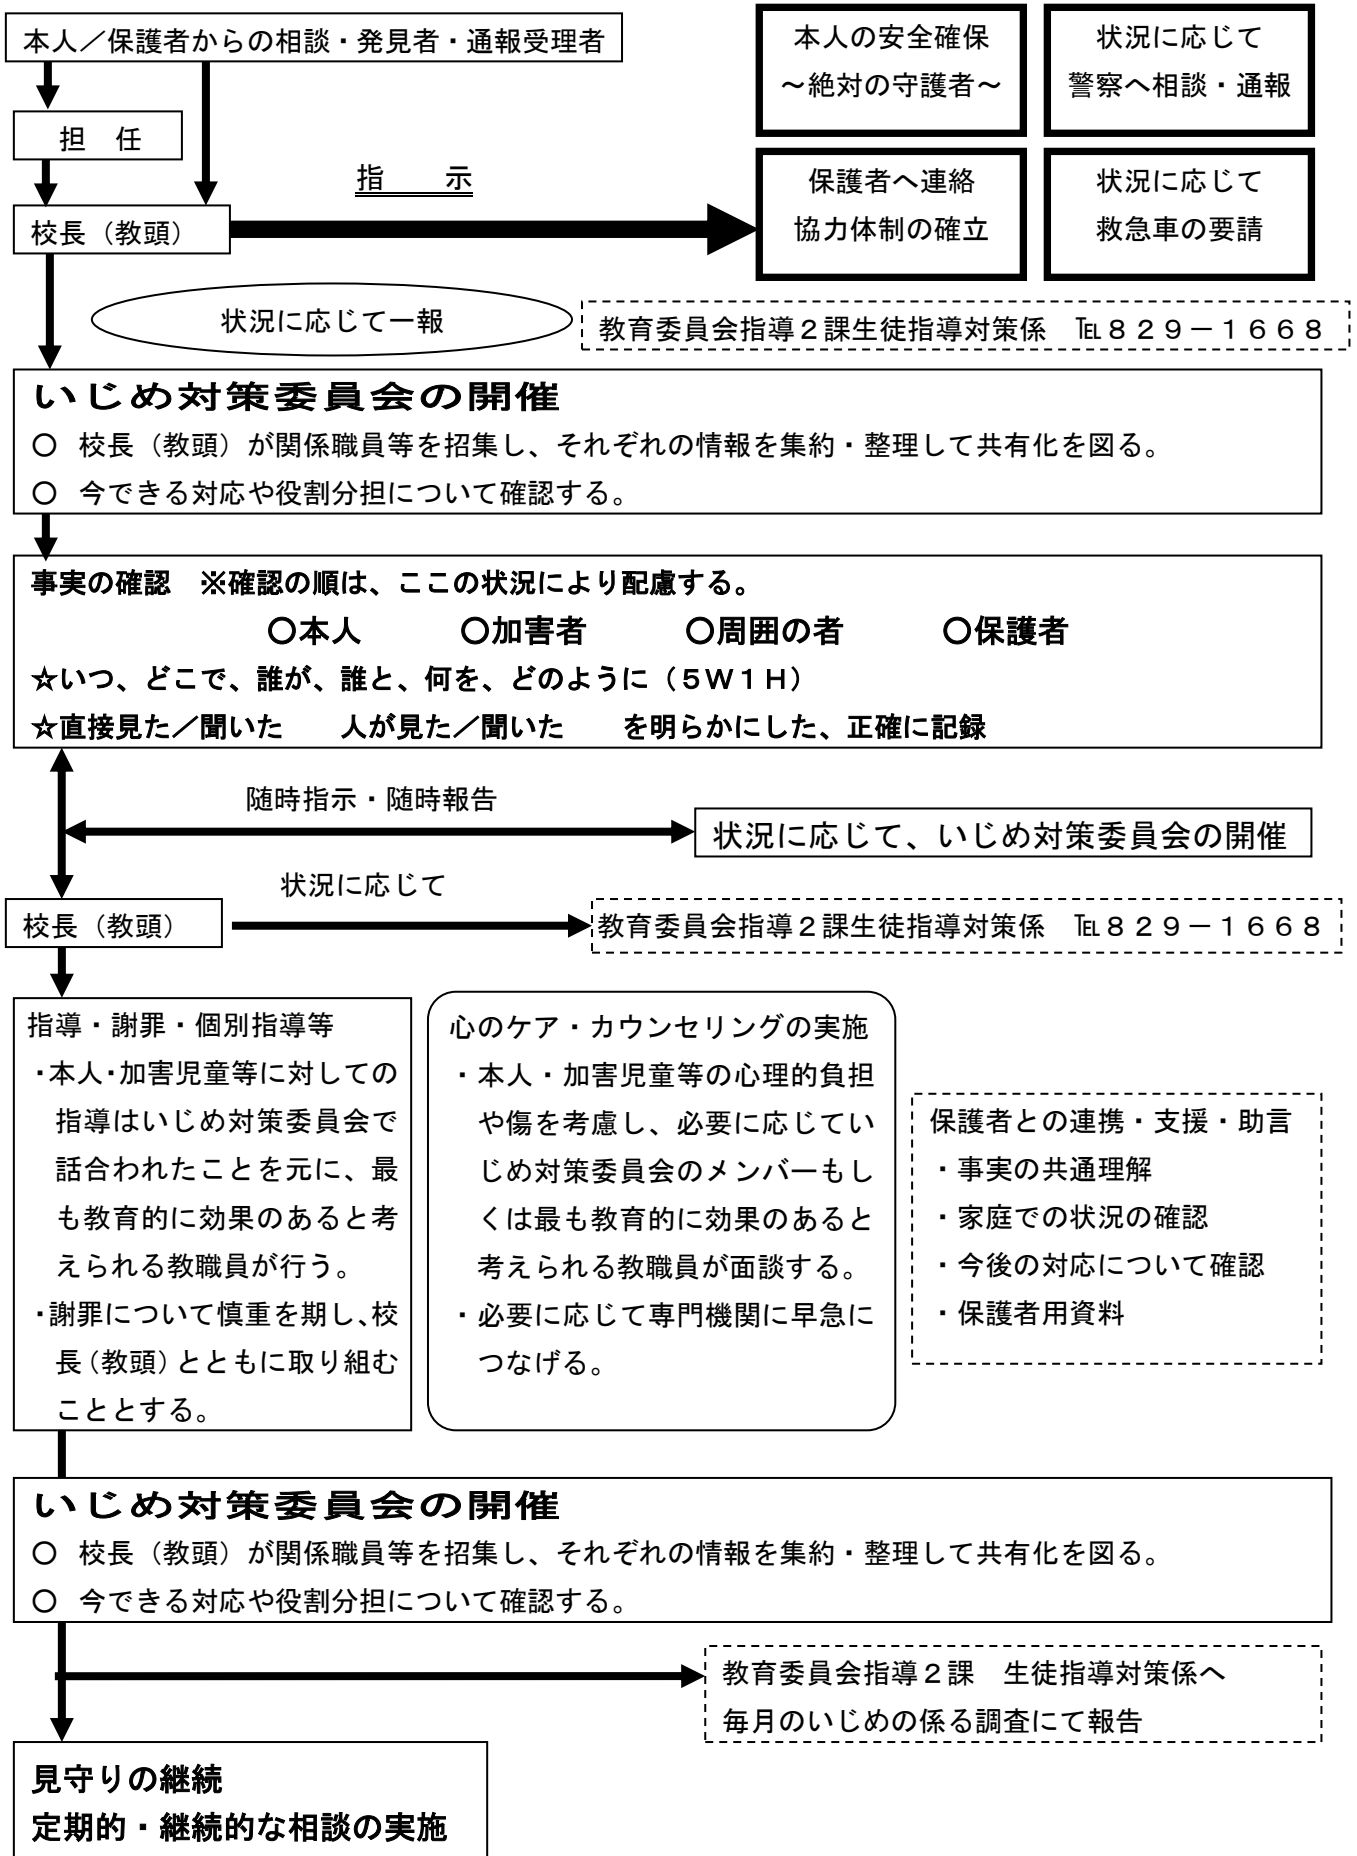 本人／保護者からの相談・発見者・通報受理者
本人の安全確保
～絶対の守護者～
状況に応じて
警察へ相談・通報
担　任
指　　示
保護者へ連絡
協力体制の確立
状況に応じて
救急車の要請
校長（教頭）
状況に応じて一報
教育委員会指導２課生徒指導対策係　℡８２９－１６６８
いじめ対策委員会の開催
○　校長（教頭）が関係職員等を招集し、それぞれの情報を集約・整理して共有化を図る。
○　今できる対応や役割分担について確認する。
事実の確認　※確認の順は、ここの状況により配慮する。
○本人　　　○加害者　　　○周囲の者　　　○保護者
☆いつ、どこで、誰が、誰と、何を、どのように（５Ｗ１Ｈ）
☆直接見た／聞いた　　人が見た／聞いた　　を明らかにした、正確に記録
随時指示・随時報告
状況に応じて、いじめ対策委員会の開催
状況に応じて
校長（教頭）
教育委員会指導２課生徒指導対策係　℡８２９－１６６８
指導・謝罪・個別指導等
・本人・加害児童等に対しての
指導はいじめ対策委員会で
話合われたことを元に、最
も教育的に効果のあると考
えられる教職員が行う。
・謝罪について慎重を期し、校
長（教頭）とともに取り組む
こととする。
心のケア・カウンセリングの実施
・本人・加害児童等の心理的負担
や傷を考慮し、必要に応じてい
じめ対策委員会のメンバーもし
くは最も教育的に効果のあると
考えられる教職員が面談する。
・必要に応じて専門機関に早急に
つなげる。
保護者との連携・支援・助言
・事実の共通理解
・家庭での状況の確認
・今後の対応について確認
・保護者用資料
いじめ対策委員会の開催
○　校長（教頭）が関係職員等を招集し、それぞれの情報を集約・整理して共有化を図る。
○　今できる対応や役割分担について確認する。
教育委員会指導２課　生徒指導対策係へ
毎月のいじめの係る調査にて報告
見守りの継続
定期的・継続的な相談の実施